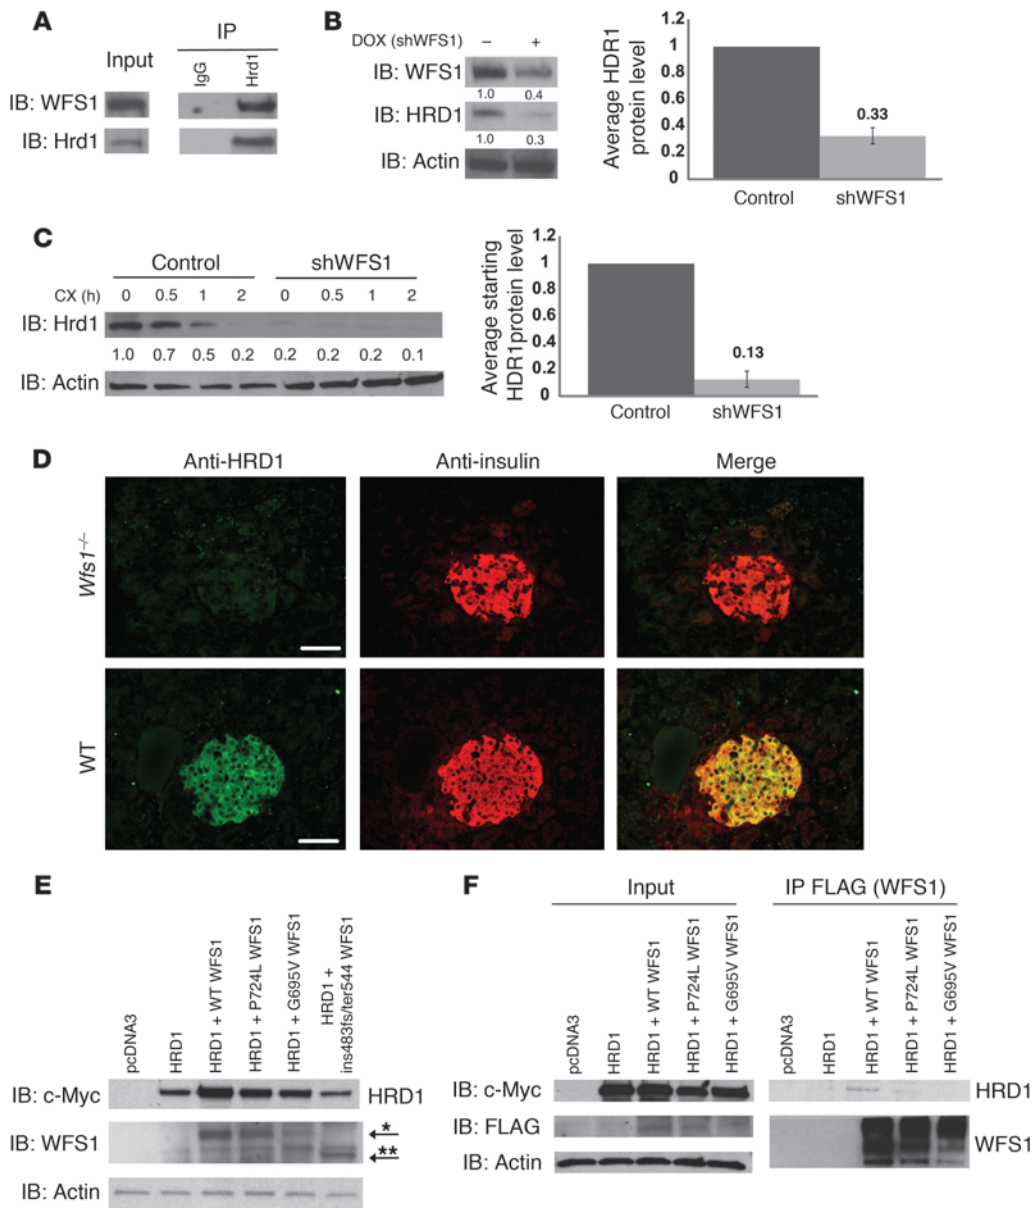 A
IP
Input
IgG
Hrd1
IB: WFS1
IB: Hrd1
B
DOX (shWFS1)
– +
IB: WFS1
1.0 0.4
IB: HRD1
1.0 0.3
IB: Actin
Average HDR1
protein level
1.2
1
0.8
0.6
0.4
0.2
0
0.33
Control shWFS1
C
Control shWFS1
CX (h) 0 0.5 1 2 0 0.5 1 2
IB: Hrd1
1.0 0.7 0.5 0.2 0.2 0.2 0.2 0.1
IB: Actin
Average starting
HDR1protein level
1.2
1
0.8
0.6
0.4
0.2
0
0.13
Control shWFS1
D
Anti-HRD1 Anti-insulin Merge
Wfs1–/–
WT
E
pcDNA3
HRD1
HRD1 + WT WFS1
HRD1 + P724L WFS1
HRD1 + G695V WFS1
HRD1 +
ins483fs/ter544 WFS1
IB: c-Myc HRD1
IB: WFS1 *
**
IB: Actin
F
Input IP FLAG (WFS1)
pcDNA3
HRD1
HRD1 + WT WFS1
HRD1 + P724L WFS1
HRD1 + G695V WFS1
pcDNA3
HRD1
HRD1 + WT WFS1
HRD1 + P724L WFS1
HRD1 + G695V WFS1
IB: c-Myc HRD1
IB: FLAG WFS1
IB: Actin